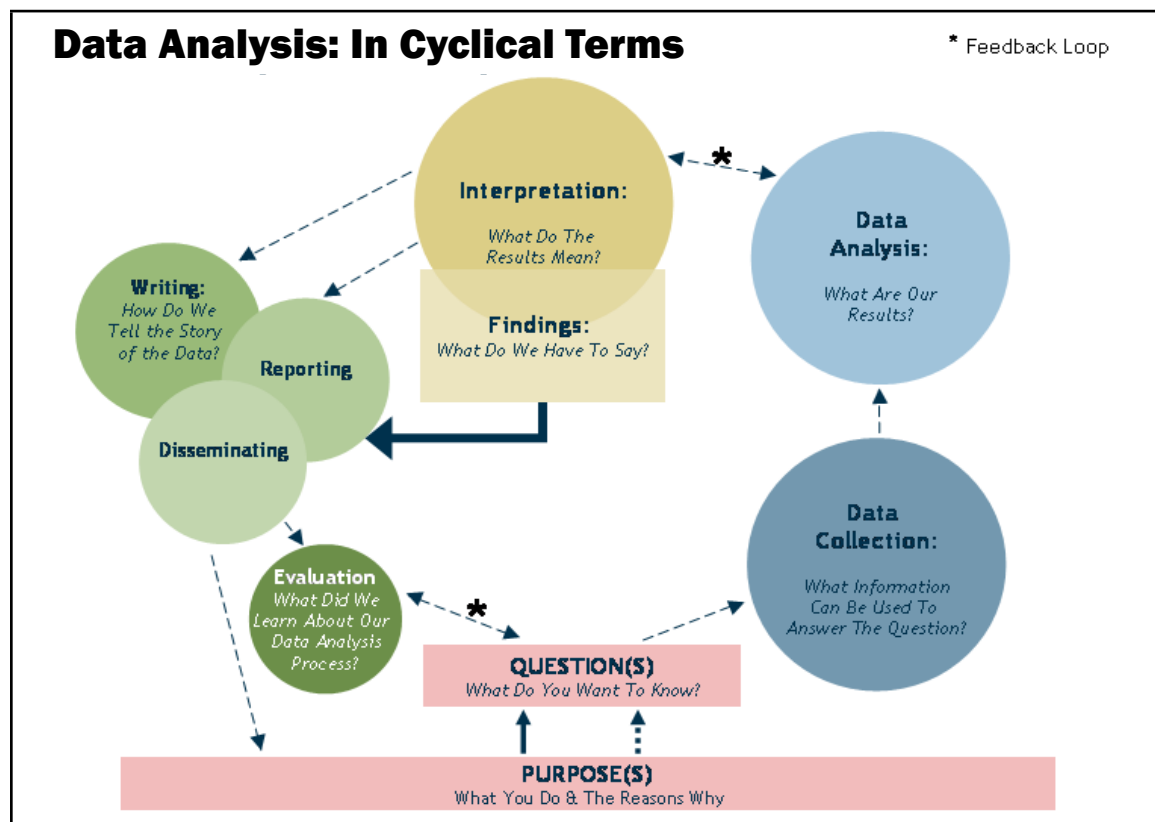 Data Analysis: In Cyclical Terms
* Feedback Loop
*
Interpretation:
What Do The
Results Mean?
Findings:
What Do We Have To Say?
Data
Analysis:
What Are Our
Results?
Writing:
How Do We
Tell the Story
of the Data?
Reporting
Disseminating
Data
Collection:
What Information
Can Be Used To
Answer The Question?
Evaluation
What Did We
Learn About Our
Data Analysis
Process?
*
QUESTION(S)
What Do You Want To Know?
PURPOSE(S)
What You Do & The Reasons Why